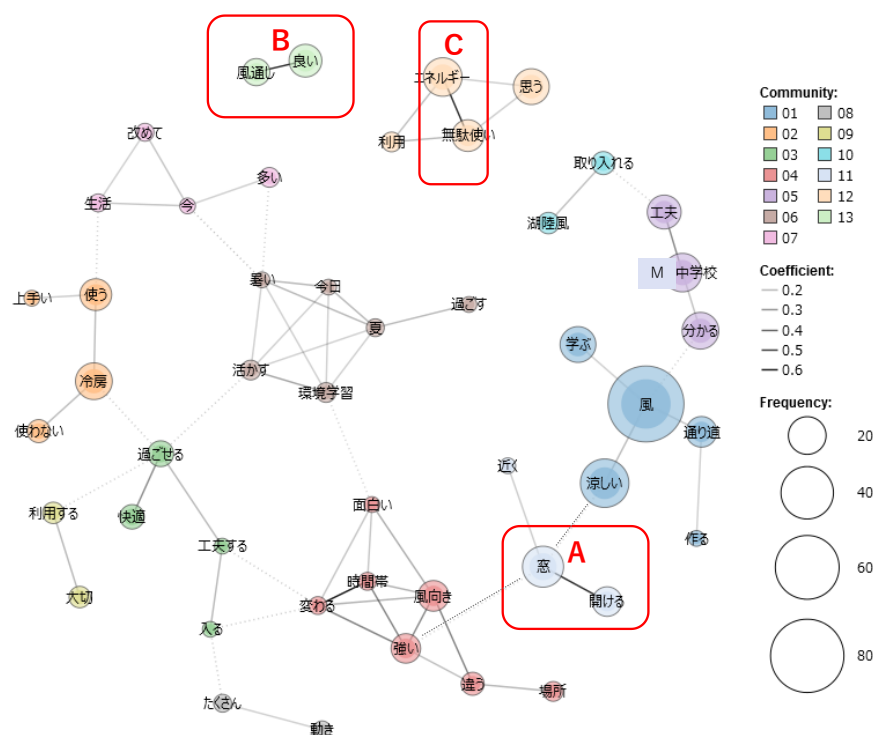 B
C
風通し
良い
エネルギー
思う
無駄使い
利用
改めて
多い
生活
今
取り入れる
湖陸風
工夫
M 中学校
分かる
上手い
使う
暑い
今日
過ごす
夏
活かす
環境学習
冷房
使わない
学ぶ
風
通り道
涼しい
近く
作る
過ごせる
利用する
快適
工夫する
大切
入る
たくさん
動き
面白い
時間帯
変わる
風向き
強い
違う
場所
A
窓
開ける
Community:
01 08
02 09
03 10
04 11
05 12
06 13
07
Coefficient:
0.2
0.3
0.4
0.5
0.6
Frequency:
20
40
60
80